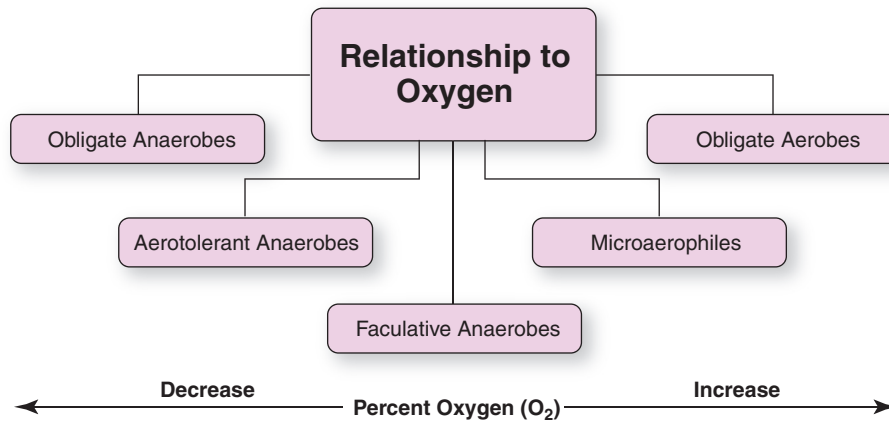 Relationship to
Oxygen
Obligate Anaerobes
Obligate Aerobes
Aerotolerant Anaerobes
Microaerophiles
Faculative Anaerobes
Decrease
Increase
Percent Oxygen (O₂)